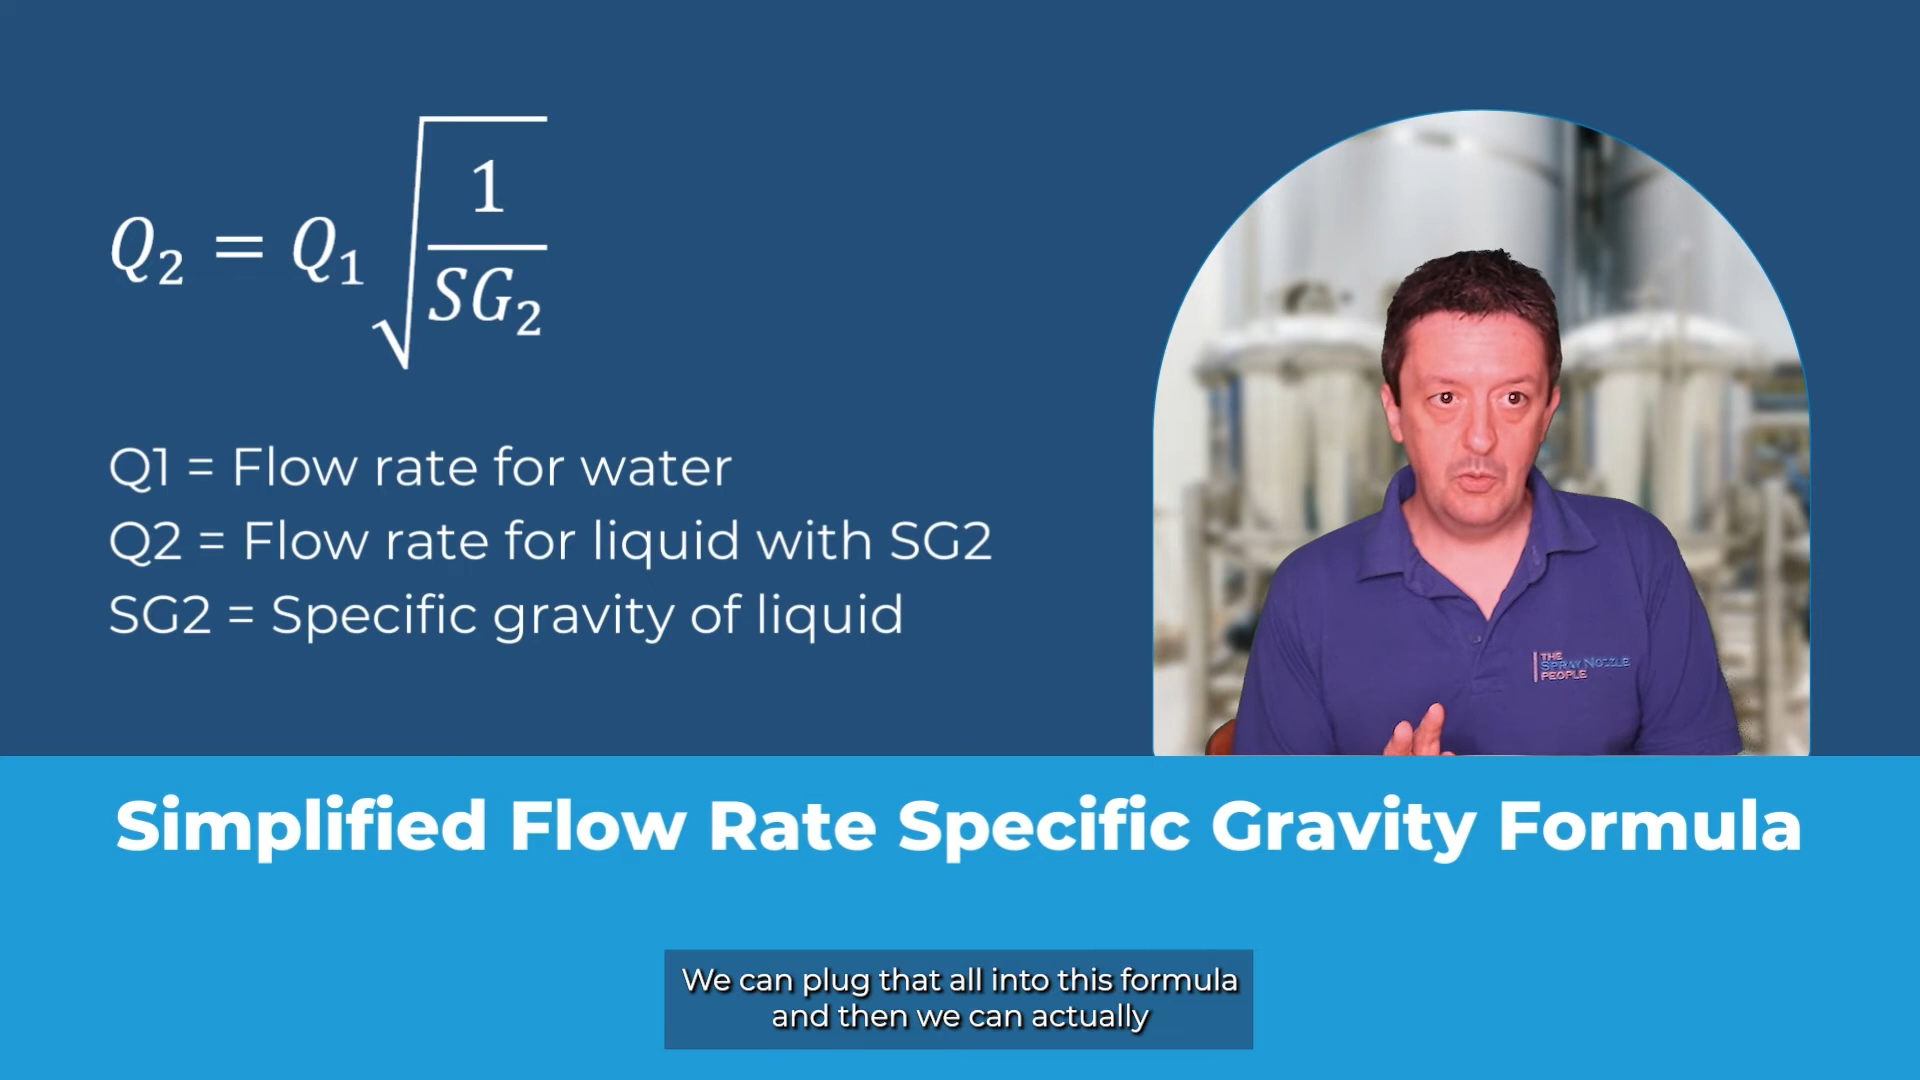 Q₂ = Q₁ √(1/SG₂)
Q1 = Flow rate for water
Q2 = Flow rate for liquid with SG2
SG2 = Specific gravity of liquid
THE
SPRAY NOZZLE
PEOPLE
Simplified Flow Rate Specific Gravity Formula
We can plug that all into this formula
and then we can actually